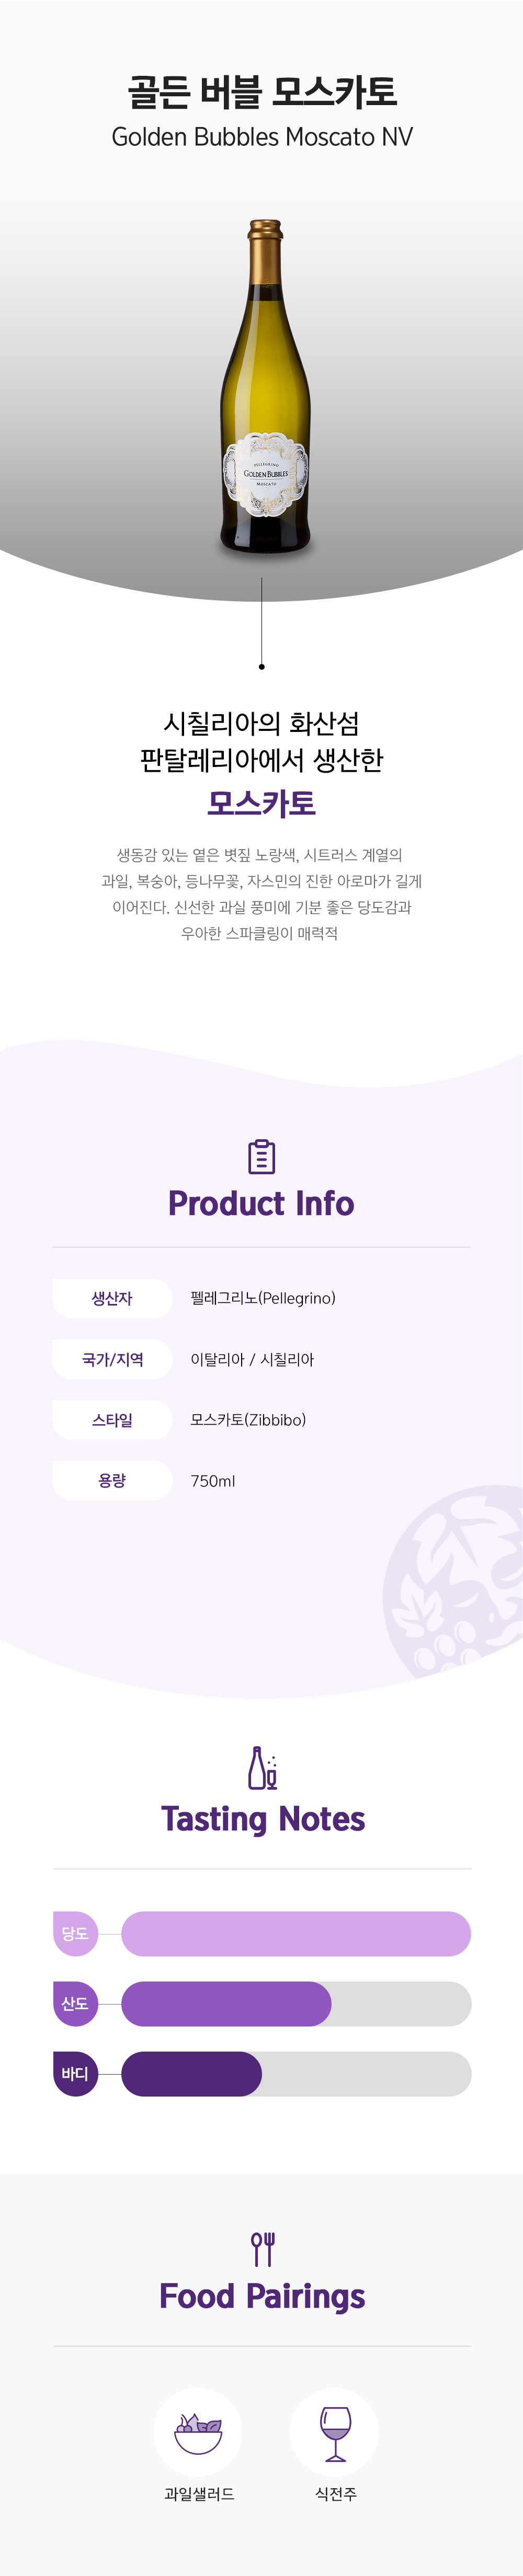 골든 버블 모스카토
Golden Bubbles Moscato NV
PELLEGRINO
GOLDEN BUBBLES
MOSCATO
시칠리아의 화산섬
판탈레리아에서 생산한
모스카토
생동감 있는 옅은 볏짚 노랑색, 시트러스 계열의
과일, 복숭아, 등나무꽃, 자스민의 진한 아로마가 길게
이어진다. 신선한 과실 풍미에 기분 좋은 당도감과
우아한 스파클링이 매력적
Product Info
생산자 펠레그리노(Pellegrino)
국가/지역 이탈리아 / 시칠리아
스타일 모스카토(Zibbibo)
용량 750ml
Tasting Notes
당도
산도
바디
Food Pairings
과일샐러드 식전주